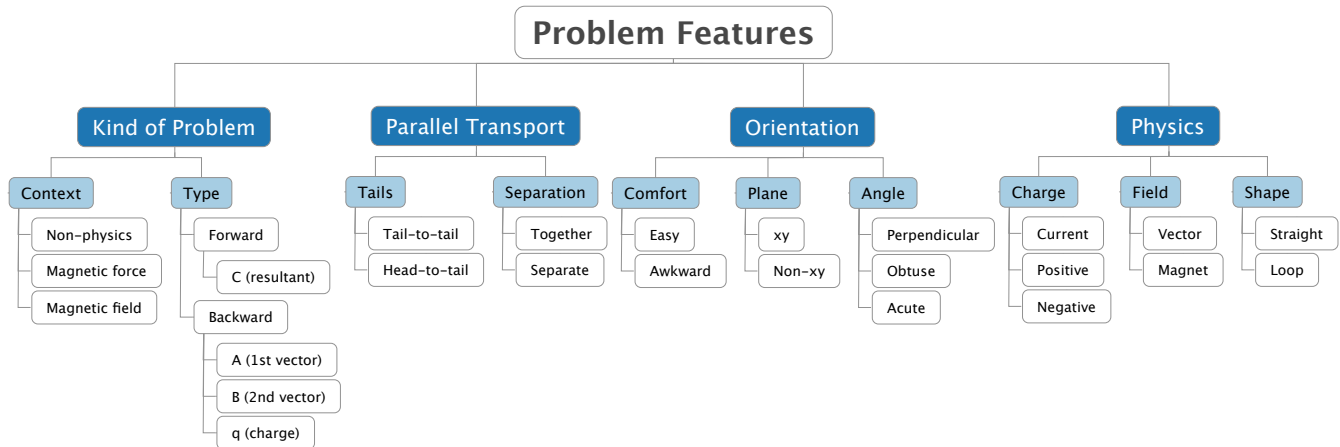 Problem Features
Kind of Problem
Context
Non-physics
Magnetic force
Magnetic field
Type
Forward
C (resultant)
Backward
A (1st vector)
B (2nd vector)
q (charge)
Parallel Transport
Tails
Tail-to-tail
Head-to-tail
Separation
Together
Separate
Orientation
Comfort
Easy
Awkward
Plane
xy
Non-xy
Angle
Perpendicular
Obtuse
Acute
Physics
Charge
Current
Positive
Negative
Field
Vector
Magnet
Shape
Straight
Loop